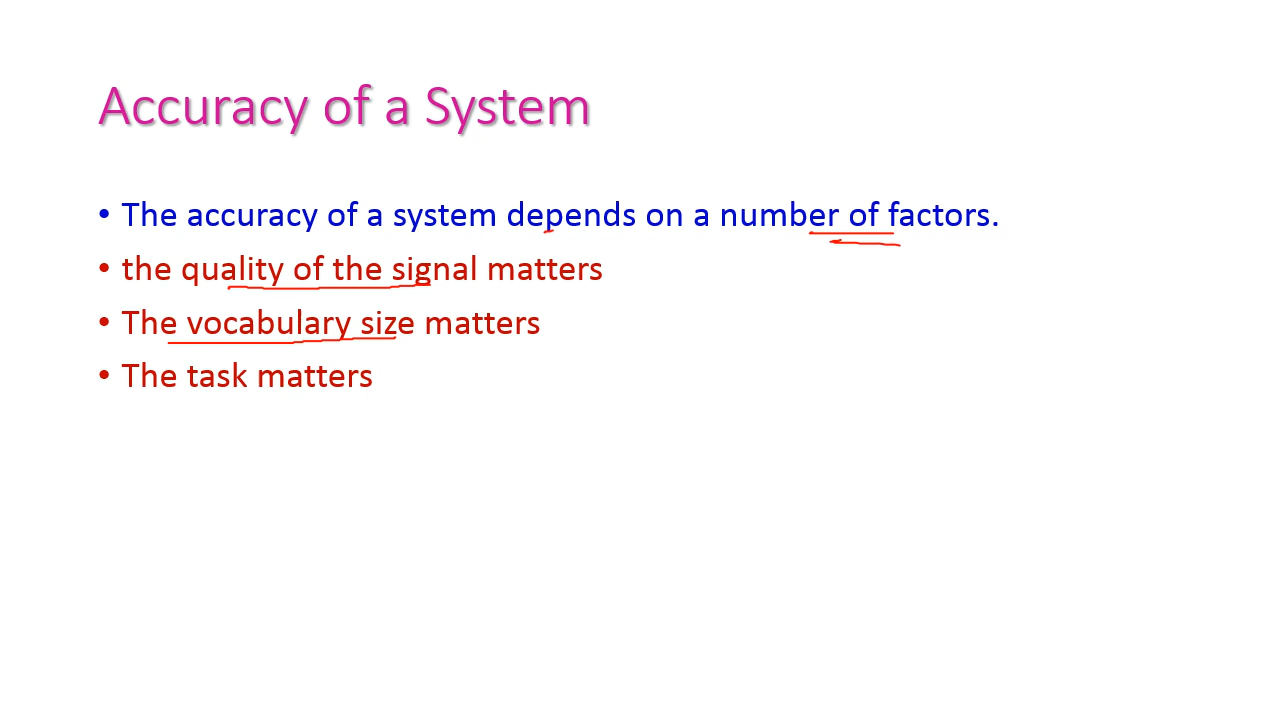 Accuracy of a System
• The accuracy of a system depends on a number of factors.
• the quality of the signal matters
• The vocabulary size matters
• The task matters